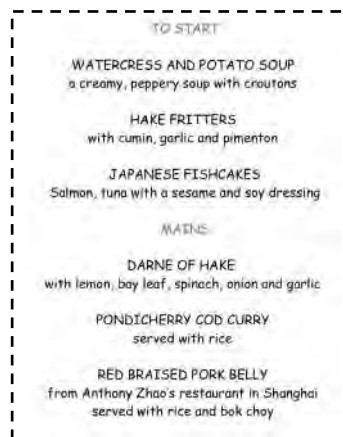 TO START
WATERCRESS AND POTATO SOUP
a creamy, peppery soup with croutons
HAKE FRITTERS
with cumin, garlic and pimenton
JAPANESE FISHCAKES
Salmon, tuna with a sesame and soy dressing
MAINS
DARNE OF HAKE
with lemon, bay leaf, spinach, onion and garlic
PONDICHERRY COD CURRY
served with rice
RED BRAISED PORK BELLY
from Anthony Zhao's restaurant in Shanghai
served with rice and bok choy